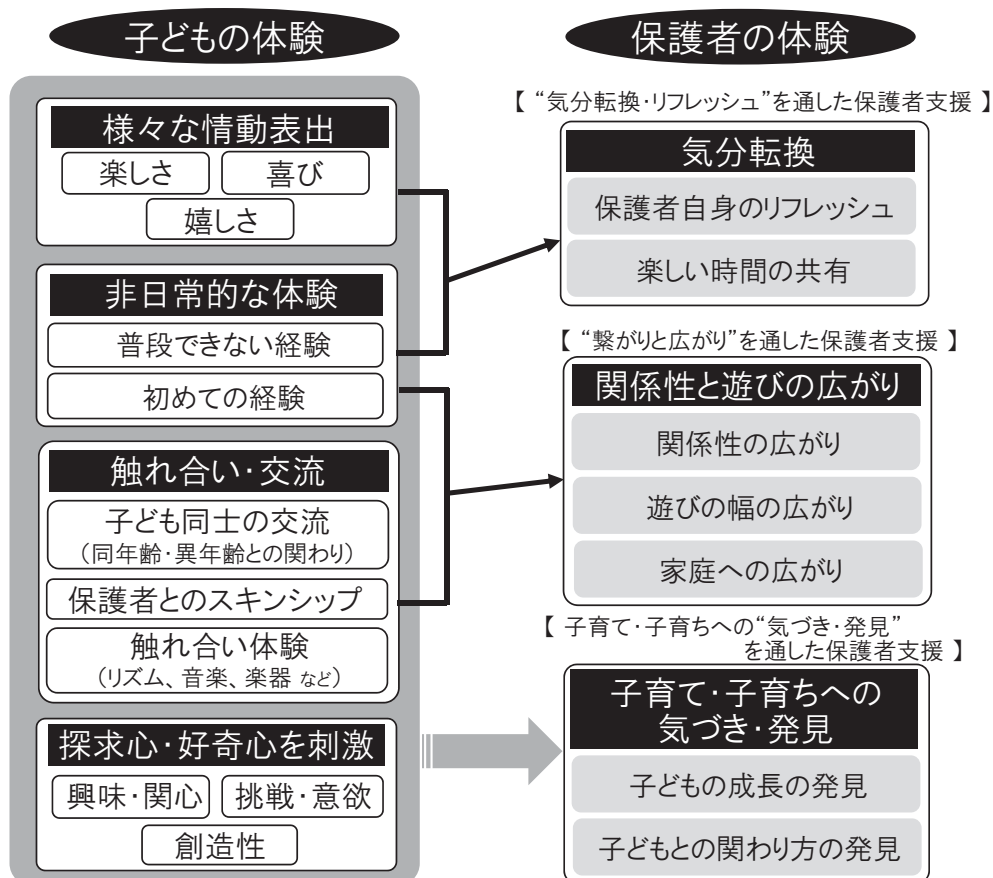 子どもの体験
様々な情動表出
楽しさ
喜び
嬉しさ
非日常的な体験
普段できない経験
初めての経験
触れ合い・交流
子ども同士の交流
（同年齢・異年齢との関わり）
保護者とのスキンシップ
触れ合い体験
（リズム、音楽、楽器 など）
探求心・好奇心を刺激
興味・関心
挑戦・意欲
創造性
保護者の体験
【 “気分転換・リフレッシュ”を通した保護者支援 】
気分転換
保護者自身のリフレッシュ
楽しい時間の共有
【 “繋がりと広がり”を通した保護者支援 】
関係性と遊びの広がり
関係性の広がり
遊びの幅の広がり
家庭への広がり
【 子育て・子育ちへの“気づき・発見”
を通した保護者支援 】
子育て・子育ちへの
気づき・発見
子どもの成長の発見
子どもとの関わり方の発見